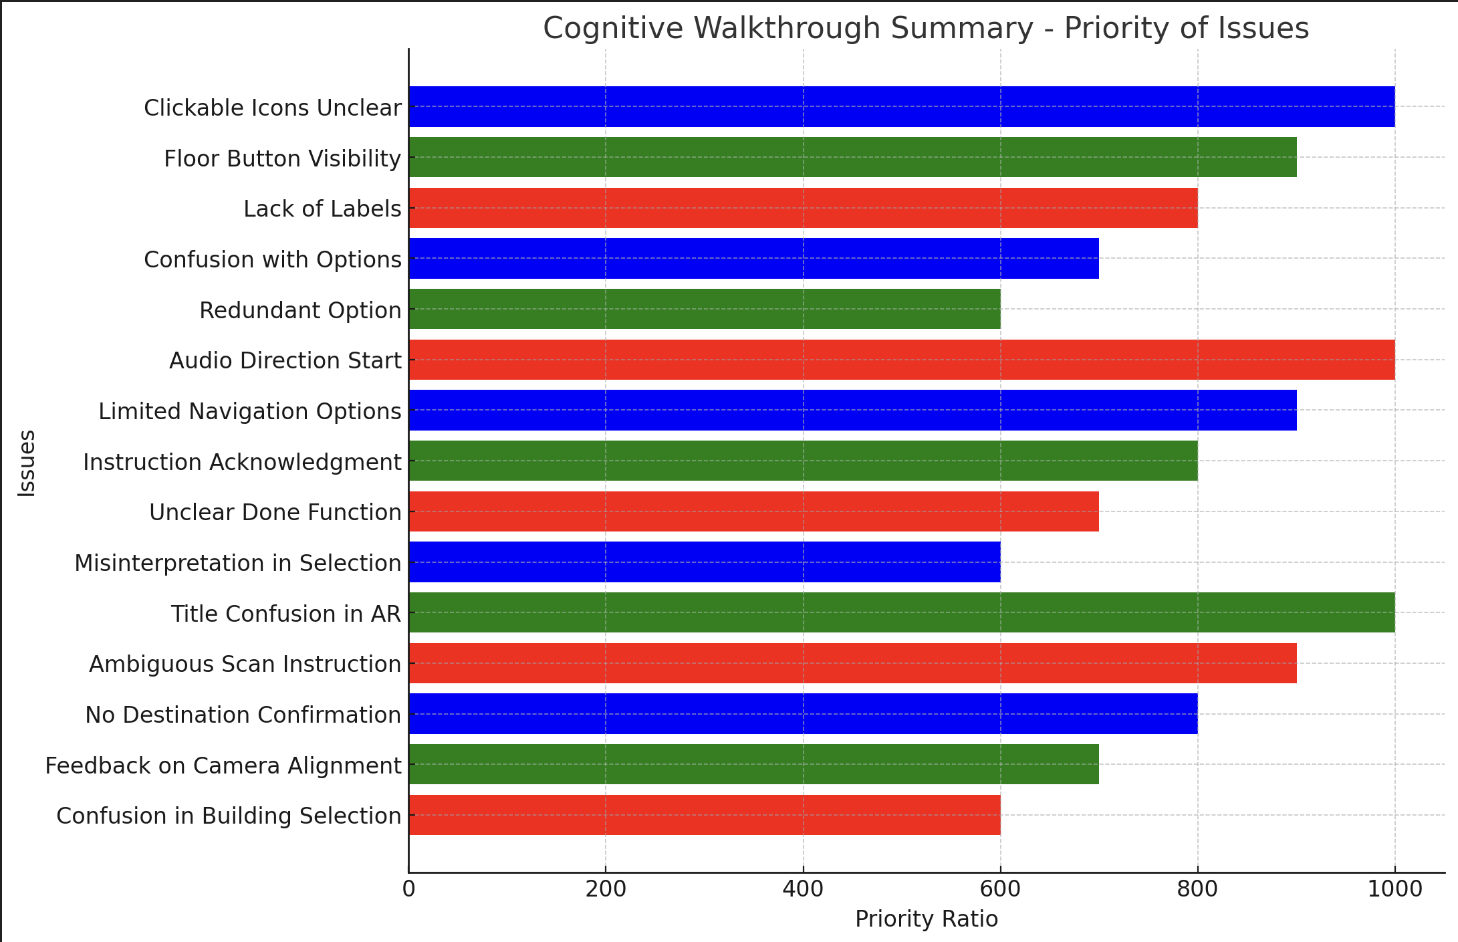 Cognitive Walkthrough Summary - Priority of Issues
Clickable Icons Unclear
Floor Button Visibility
Lack of Labels
Confusion with Options
Redundant Option
Audio Direction Start
Limited Navigation Options
Instruction Acknowledgment
Unclear Done Function
Misinterpretation in Selection
Title Confusion in AR
Ambiguous Scan Instruction
No Destination Confirmation
Feedback on Camera Alignment
Confusion in Building Selection
Issues
0 200 400 600 800 1000
Priority Ratio